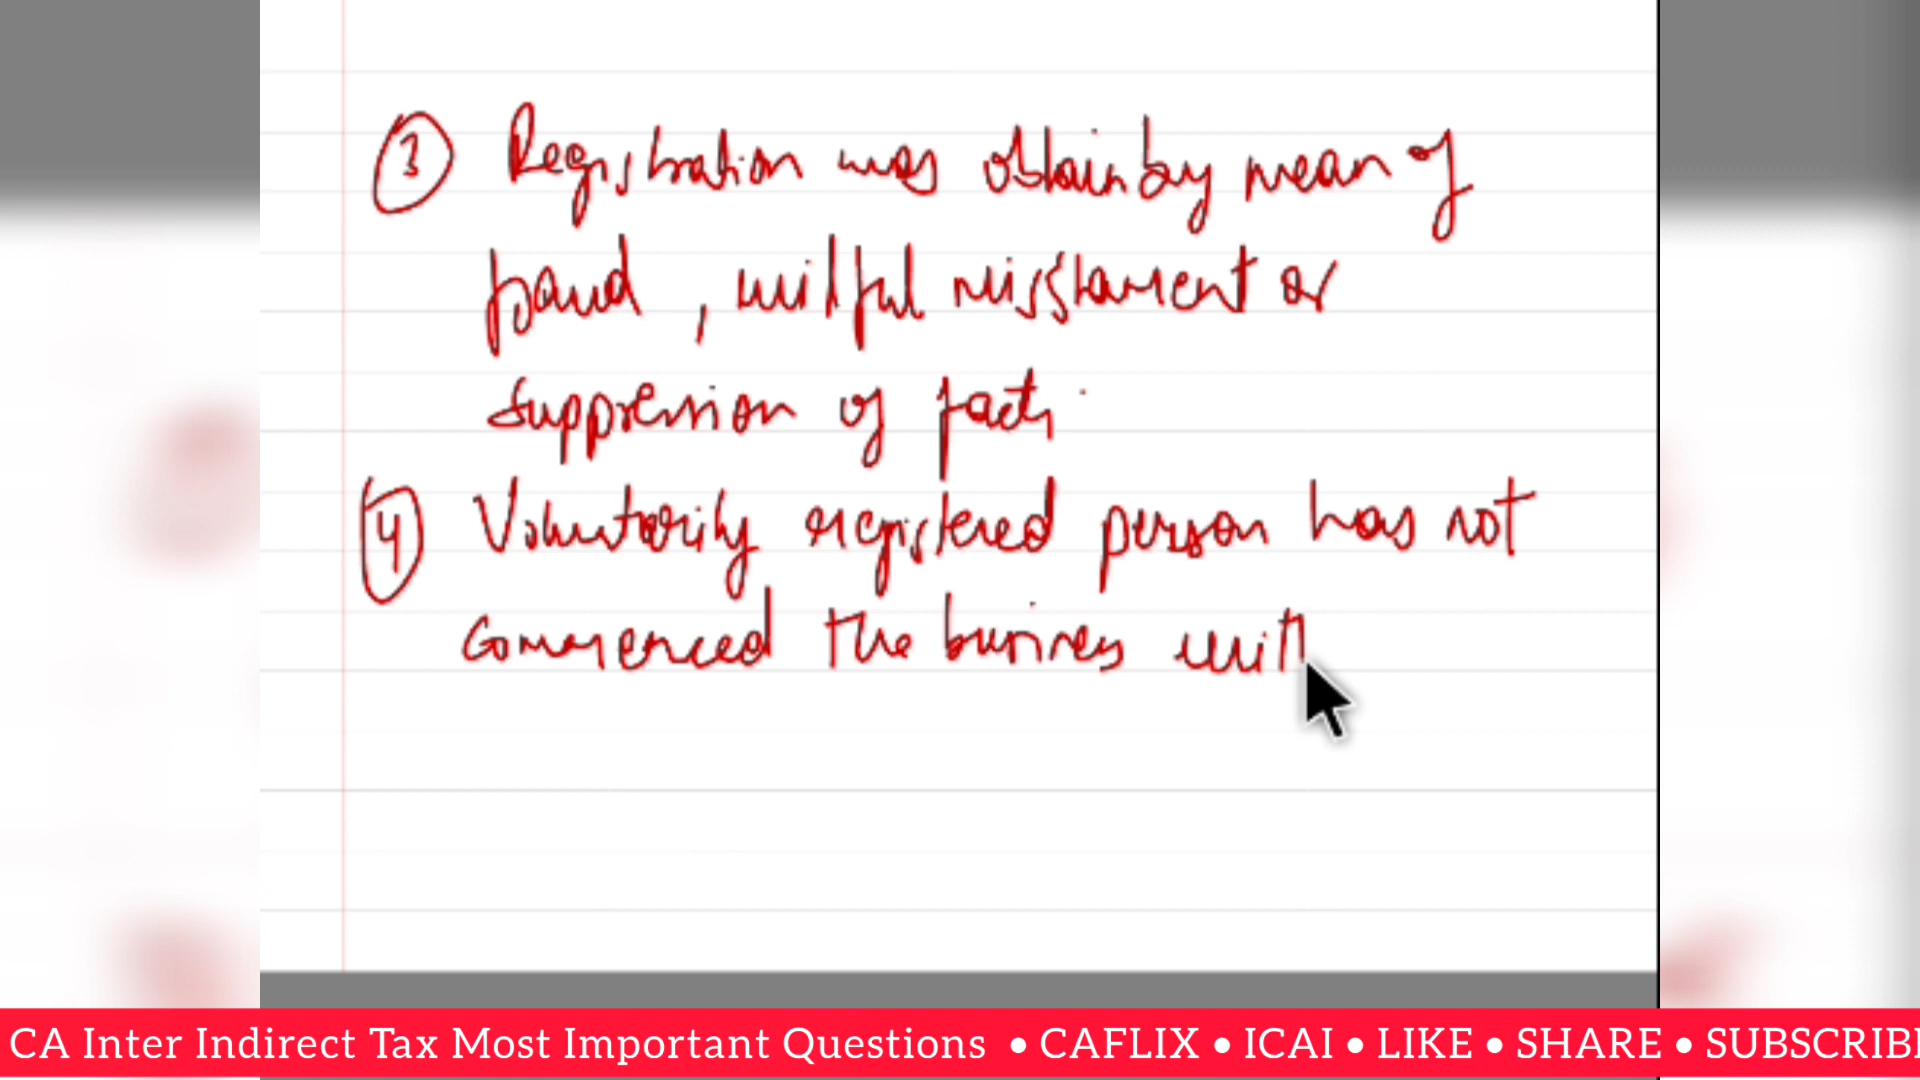 3 Registration was obtain by mean of
fraud , wilful misstament or
suppression of facts .
4 Voluntarily registered person has not
commenced the business with
CA Inter Indirect Tax Most Important Questions • CAFLIX • ICAI • LIKE • SHARE • SUBSCRIBE